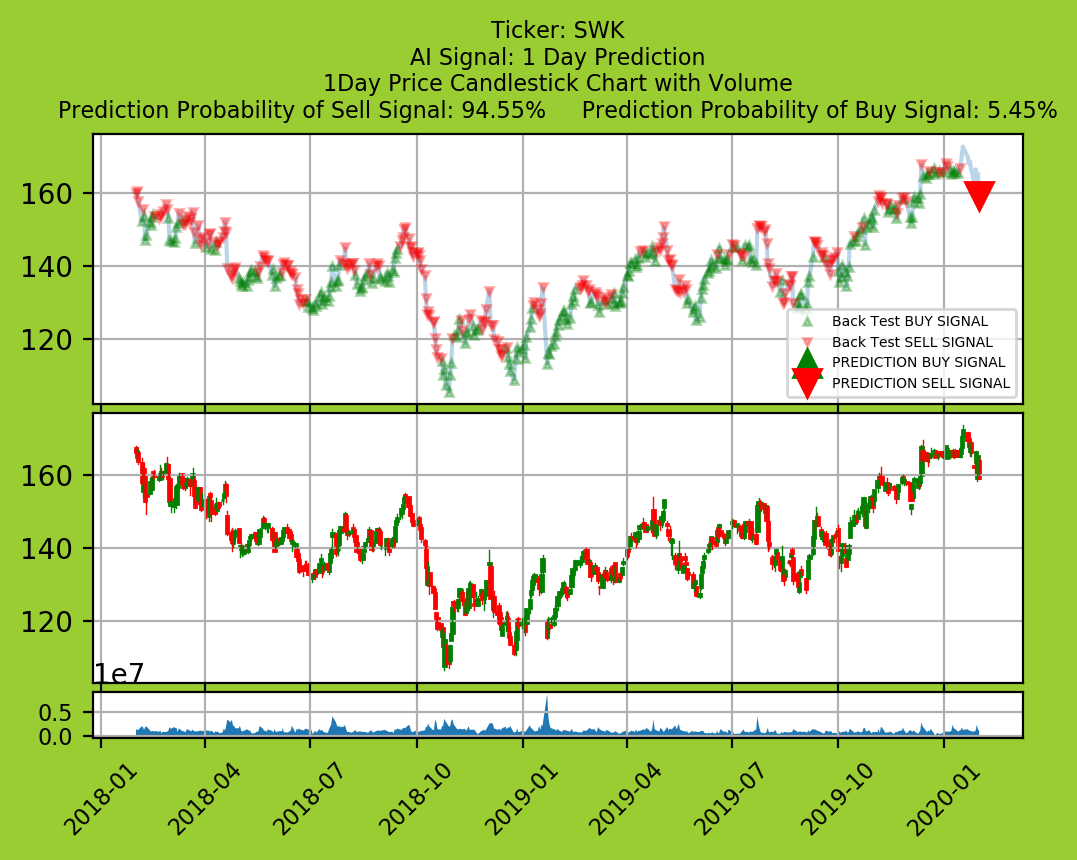 Ticker: SWK
AI Signal: 1 Day Prediction
1Day Price Candlestick Chart with Volume
Prediction Probability of Sell Signal: 94.55%     Prediction Probability of Buy Signal: 5.45%
160
140
120
Back Test BUY SIGNAL
Back Test SELL SIGNAL
PREDICTION BUY SIGNAL
PREDICTION SELL SIGNAL
160
140
120
1e7
0.5
0.0
2018-01
2018-04
2018-07
2018-10
2019-01
2019-04
2019-07
2019-10
2020-01